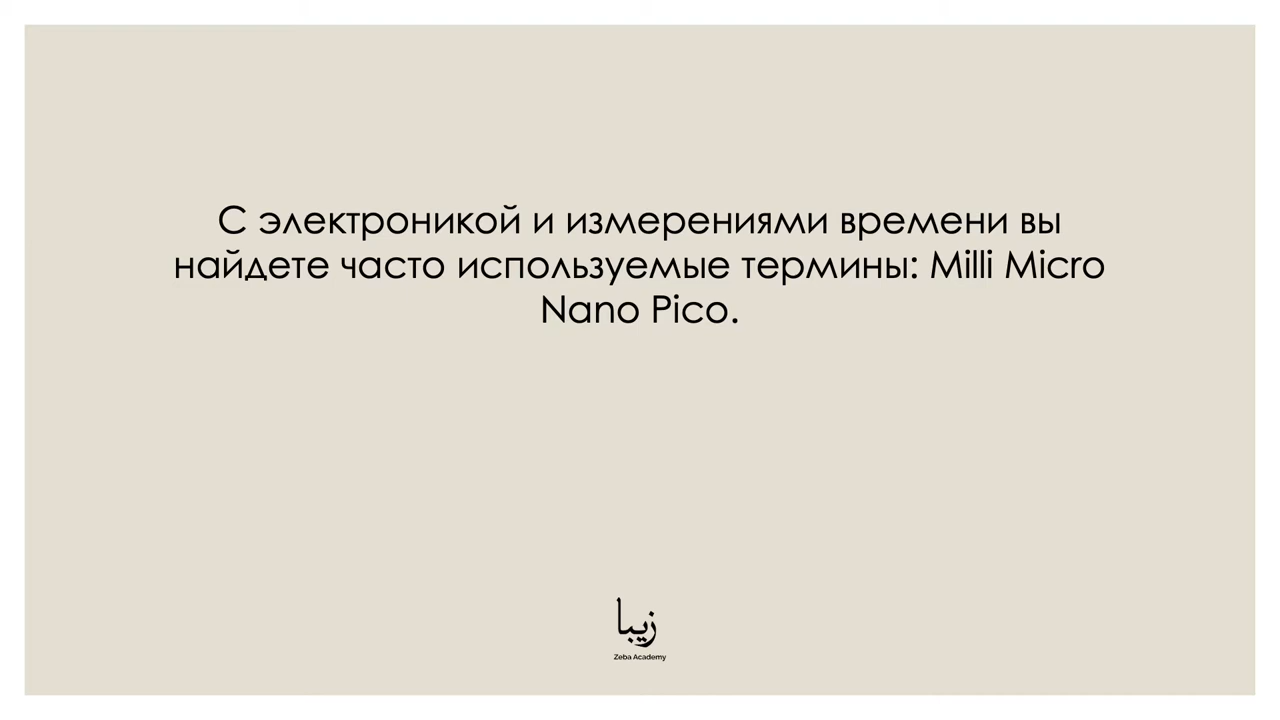 С электроникой и измерениями времени вы
найдете часто используемые термины: Milli Micro
Nano Pico.
زيبا
Zeba Academy